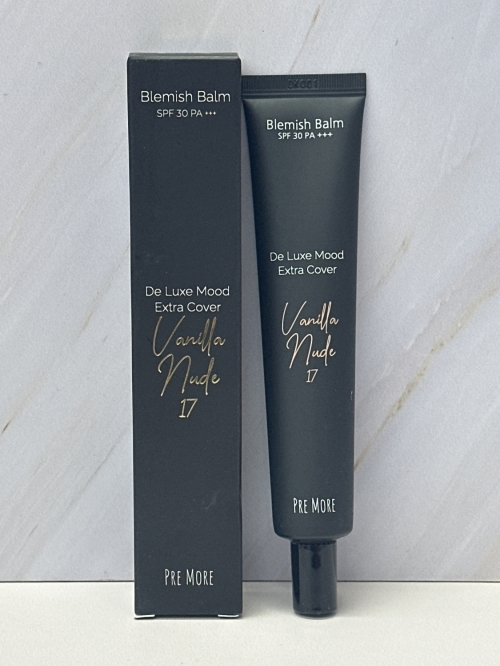 Blemish Balm
SPF 30 PA +++
De Luxe Mood
Extra Cover
Vanilla
Nude
17
PRE MORE
Blemish Balm
SPF 30 PA +++
De Luxe Mood
Extra Cover
Vanilla
Nude
17
PRE MORE